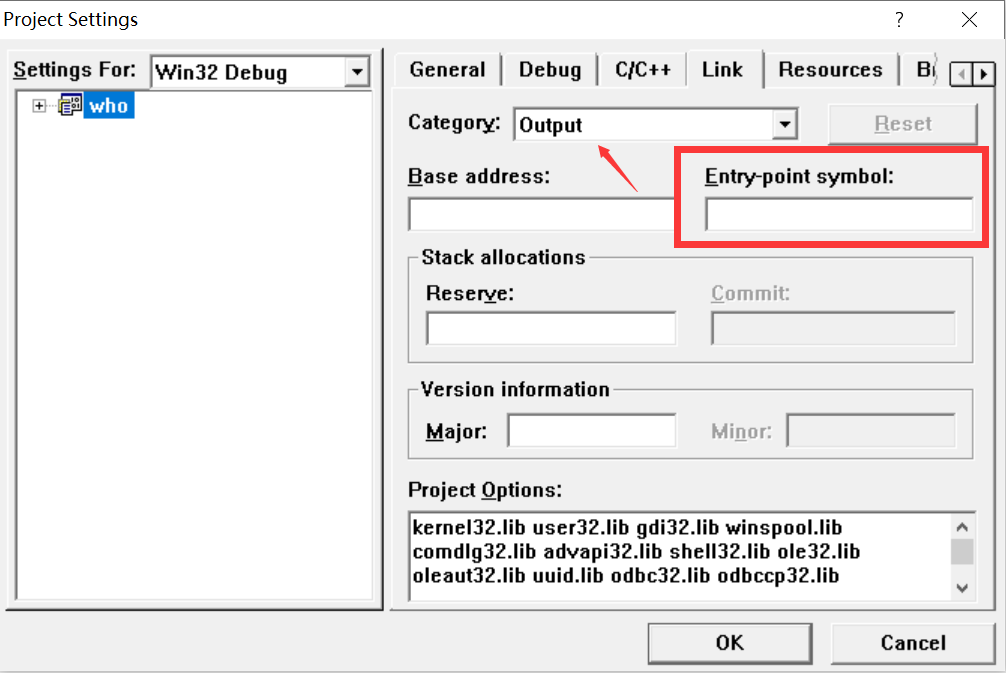 Project Settings
?
Settings For:
Win32 Debug
who
General
Debug
C/C++
Link
Resources
Category:
Output
Reset
Base address:
Entry-point symbol:
Stack allocations
Reserve:
Commit:
Version information
Major:
Minor:
Project Options:
kernel32.lib user32.lib gdi32.lib winspool.lib
comdlg32.lib advapi32.lib shell32.lib ole32.lib
oleaut32.lib uuid.lib odbc32.lib odbccp32.lib
OK
Cancel